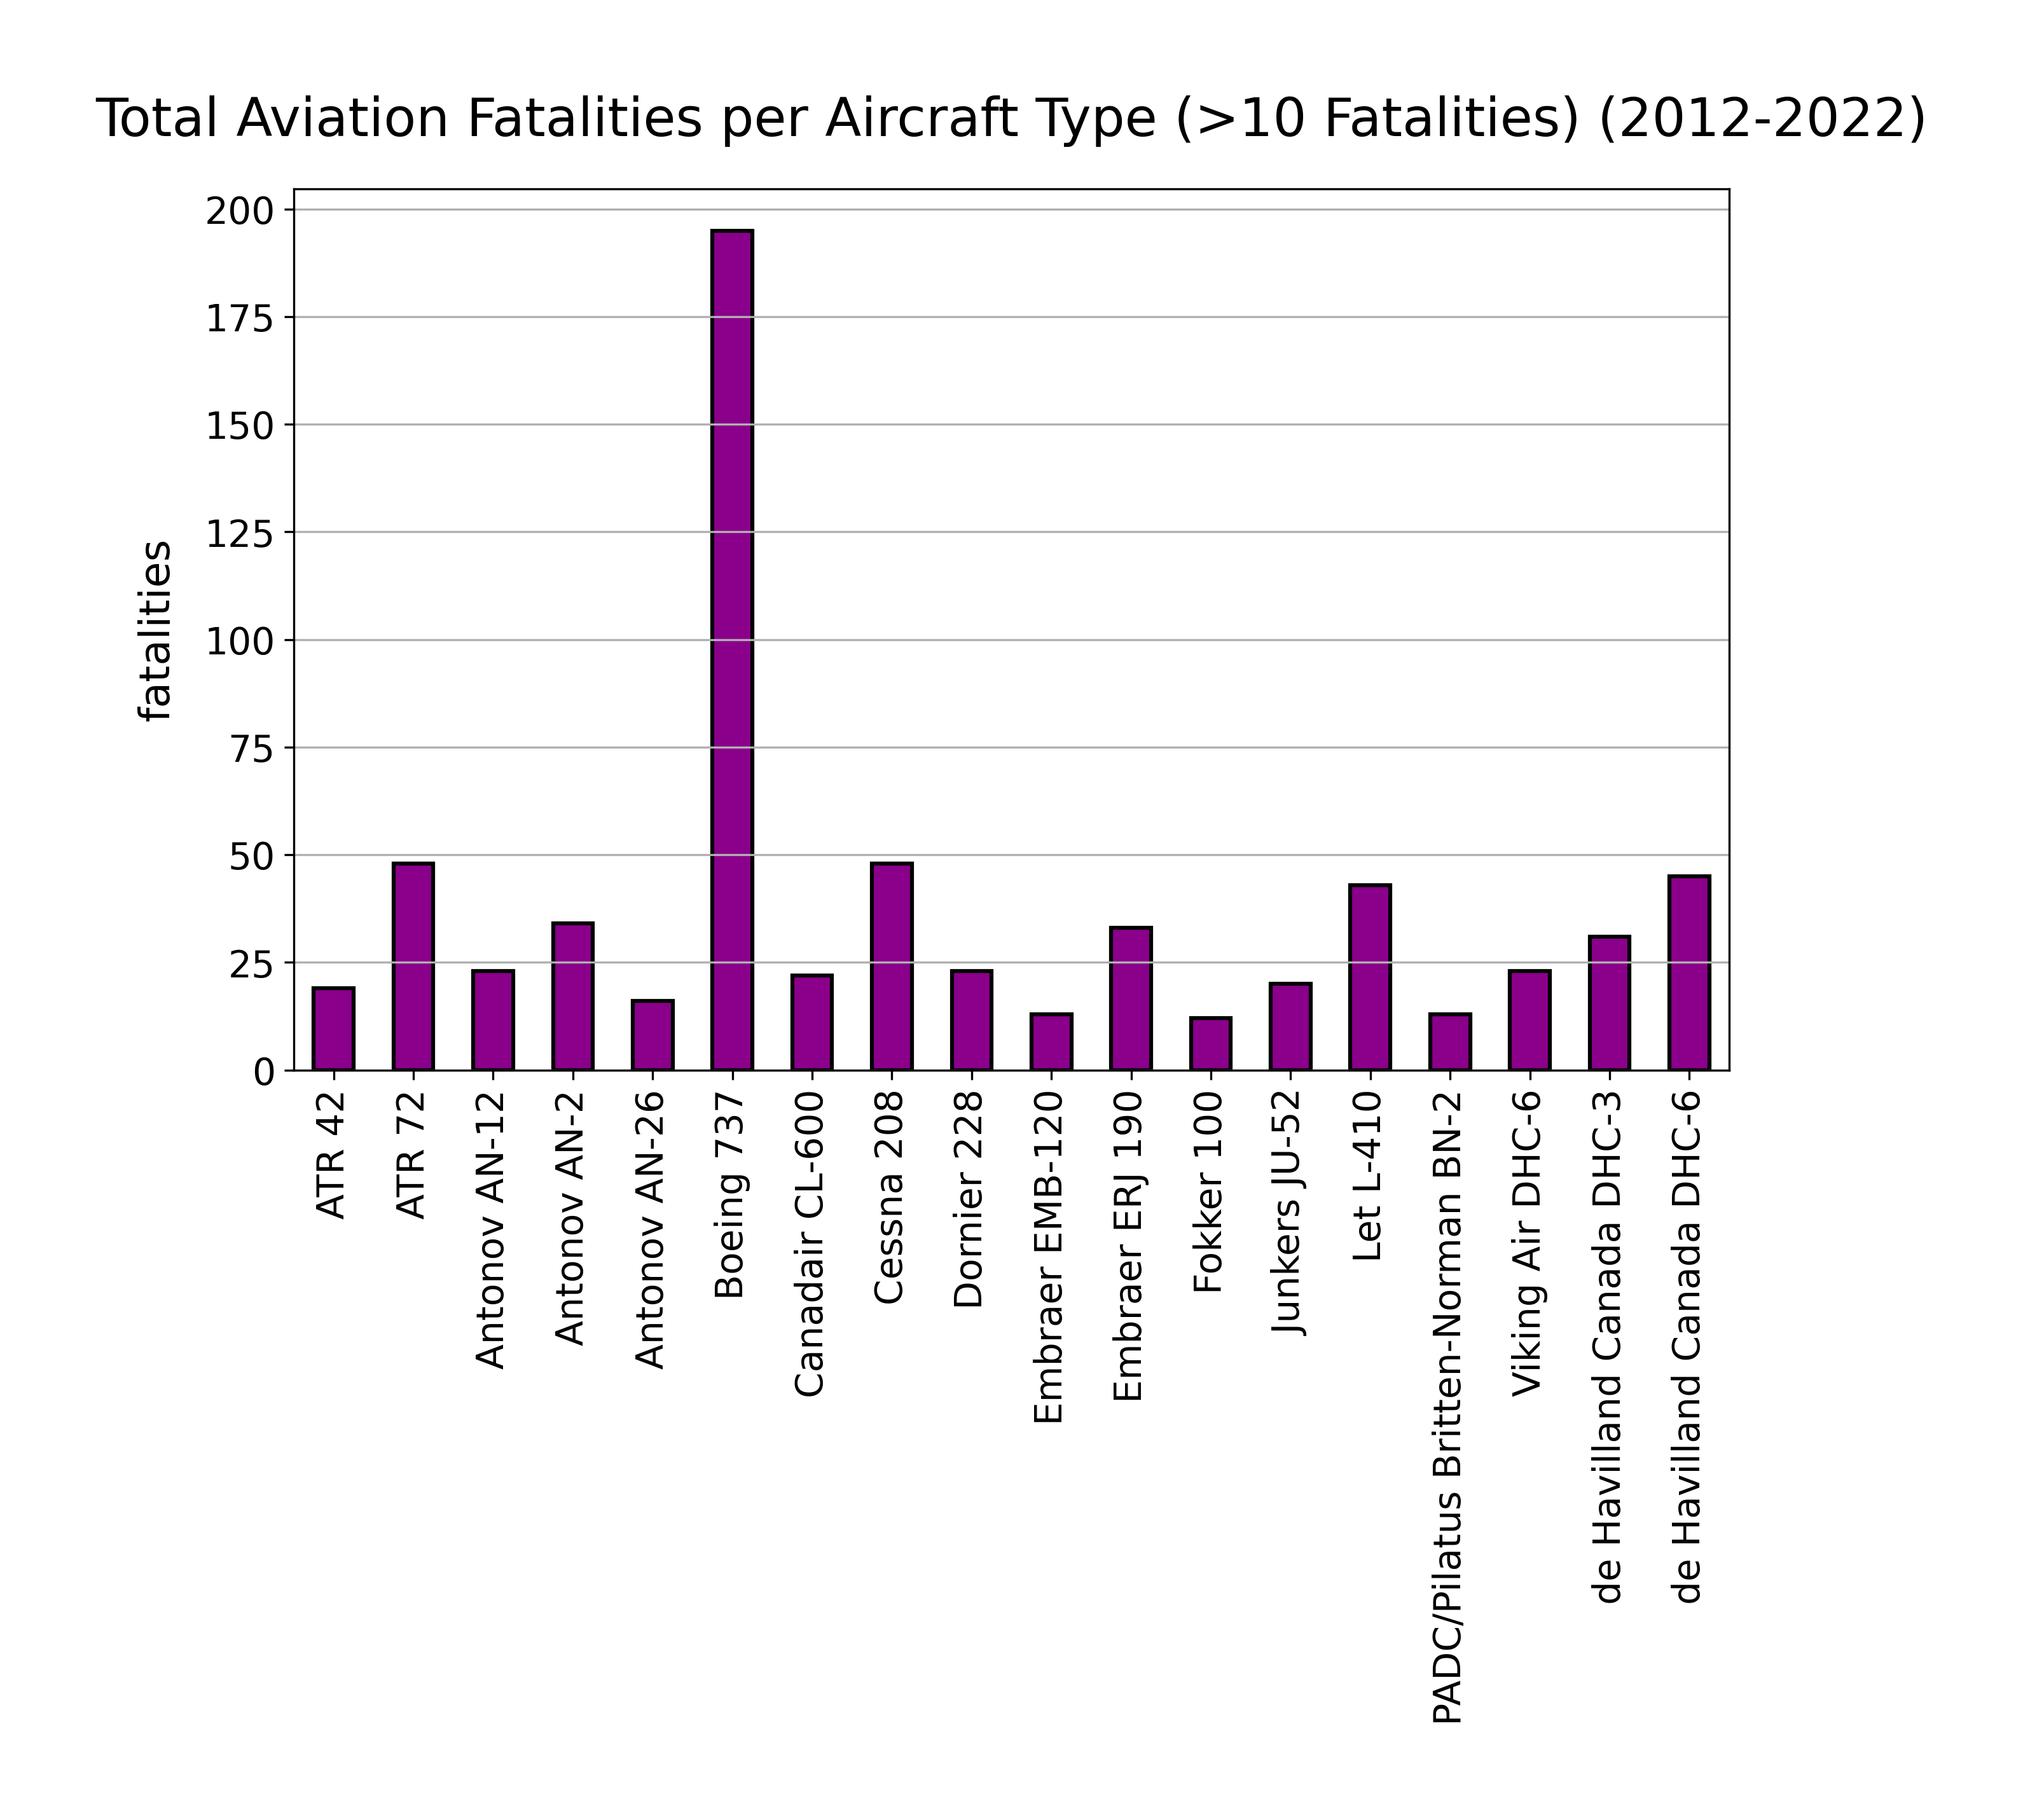 Total Aviation Fatalities per Aircraft Type (>10 Fatalities) (2012-2022)
fatalities
200
175
150
125
100
75
50
25
0
ATR 42
ATR 72
Antonov AN-12
Antonov AN-2
Antonov AN-26
Boeing 737
Canadair CL-600
Cessna 208
Dornier 228
Embraer EMB-120
Embraer ERJ 190
Fokker 100
Junkers JU-52
Let L-410
PADC/Pilatus Britten-Norman BN-2
Viking Air DHC-6
de Havilland Canada DHC-3
de Havilland Canada DHC-6